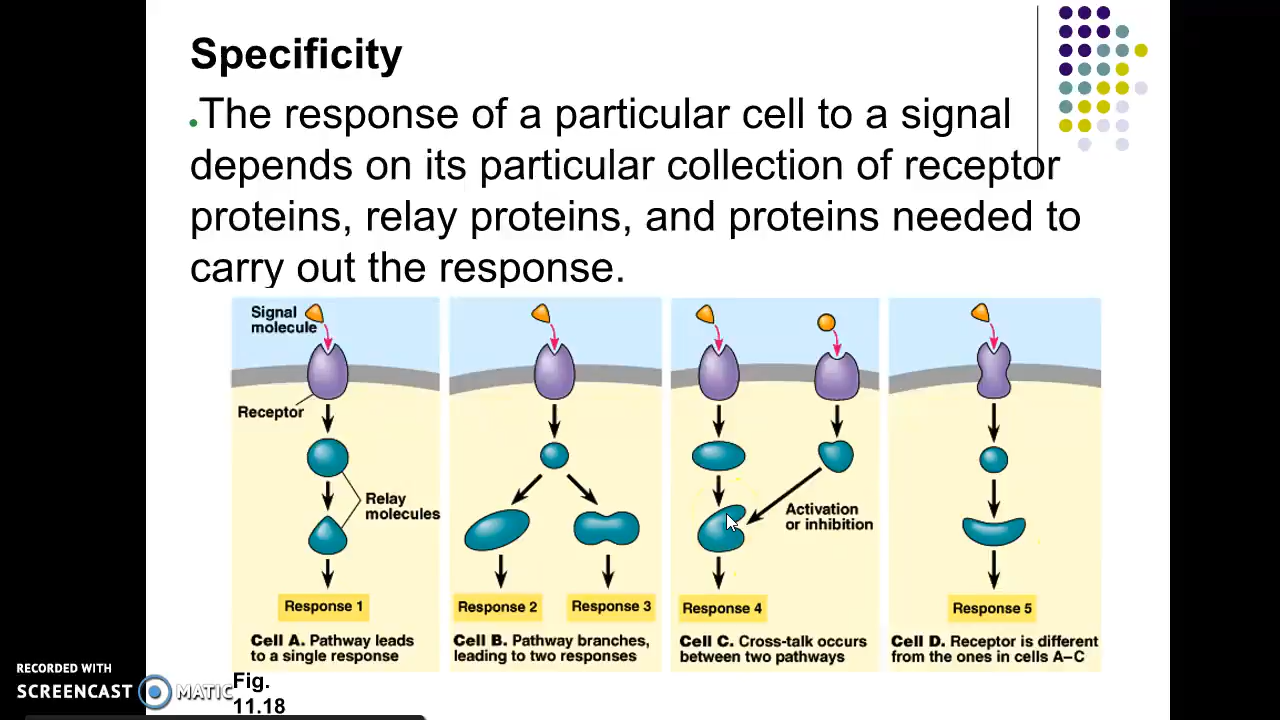 Specificity
•The response of a particular cell to a signal
depends on its particular collection of receptor
proteins, relay proteins, and proteins needed to
carry out the response.
Signal
molecule
Receptor
Relay
molecules
Response 1
Cell A. Pathway leads
to a single response
Response 2
Response 3
Cell B. Pathway branches,
leading to two responses
Activation
or inhibition
Response 4
Cell C. Cross-talk occurs
between two pathways
Response 5
Cell D. Receptor is different
from the ones in cells A–C
Fig.
11.18
RECORDED WITH
SCREENCAST MATIC